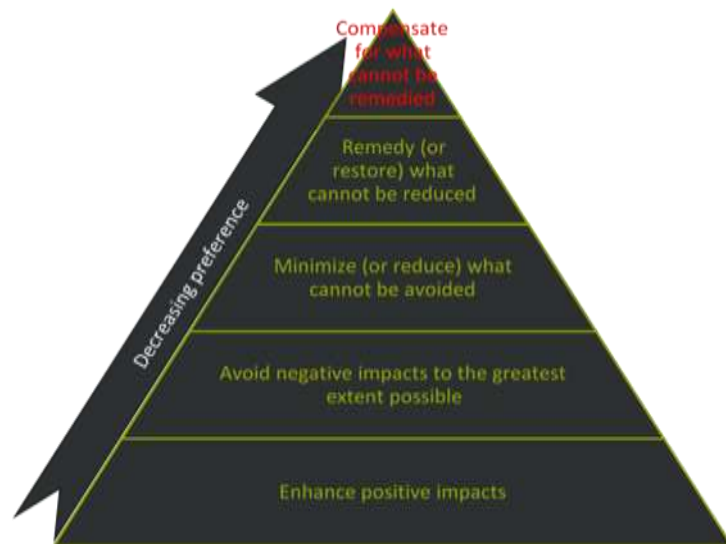 Compensate
for what
cannot be
remedied
Remedy (or
restore) what
cannot be reduced
Minimize (or reduce) what
cannot be avoided
Decreasing preference
Avoid negative impacts to the greatest
extent possible
Enhance positive impacts